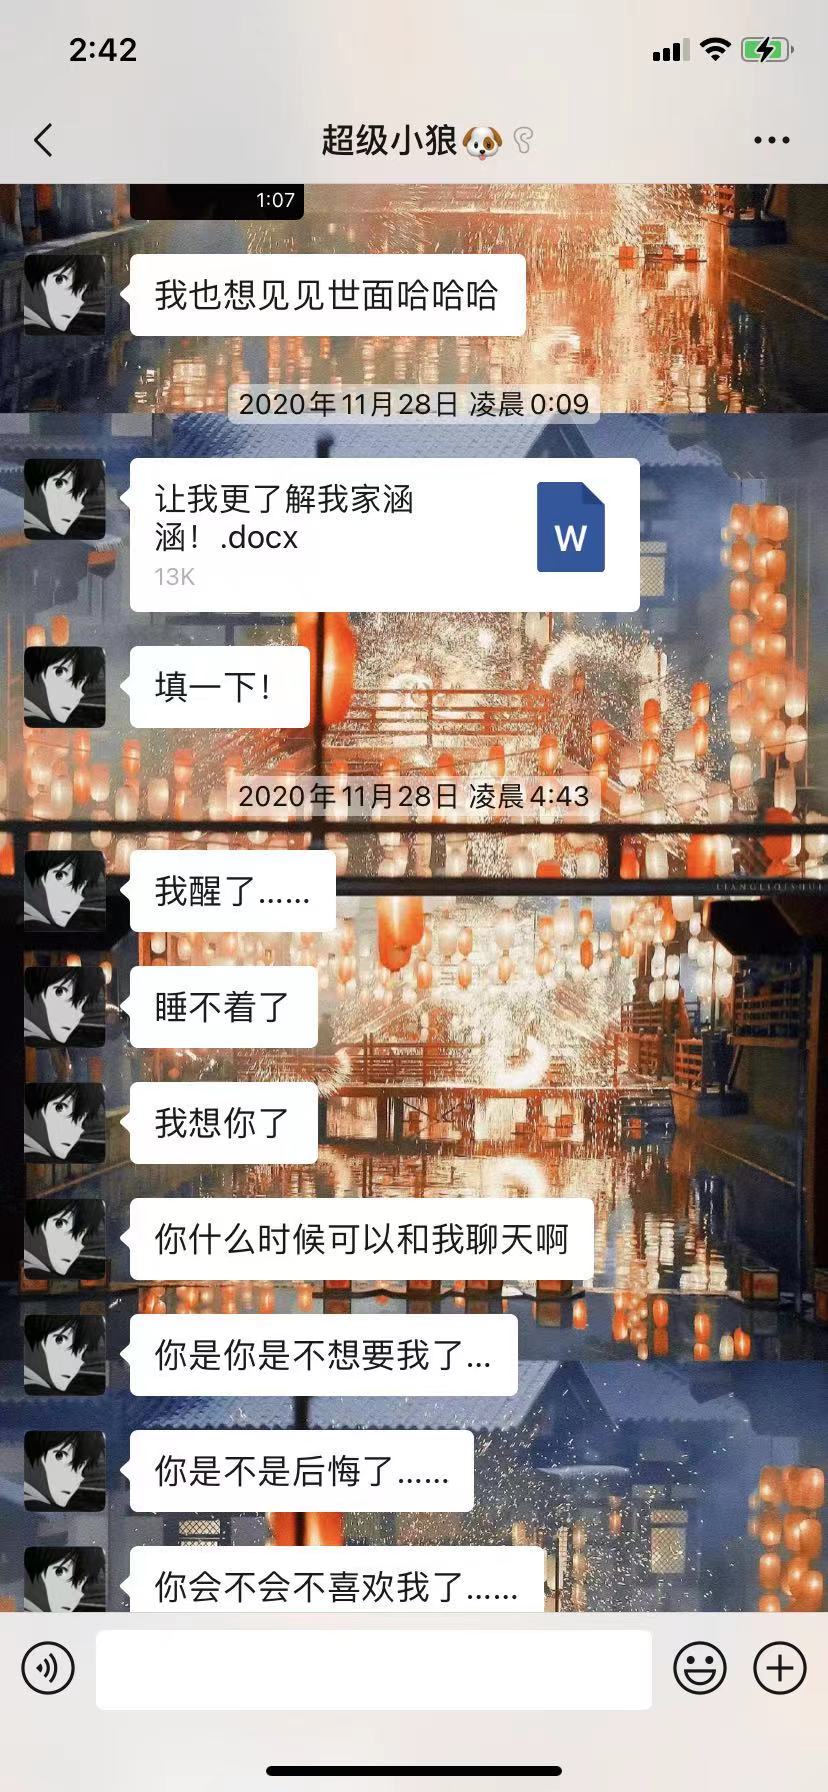 2:42
超级小狼🐶
1:07
我也想见见世面哈哈哈
2020年11月28日 凌晨0:09
让我更了解我家涵
涵！.docx
13K
W
填一下！
2020年11月28日 凌晨4:43
我醒了……
睡不着了
我想你了
你什么时候可以和我聊天啊
你是你是不想要我了...
你是不是后悔了……
你会不会不喜欢我了……